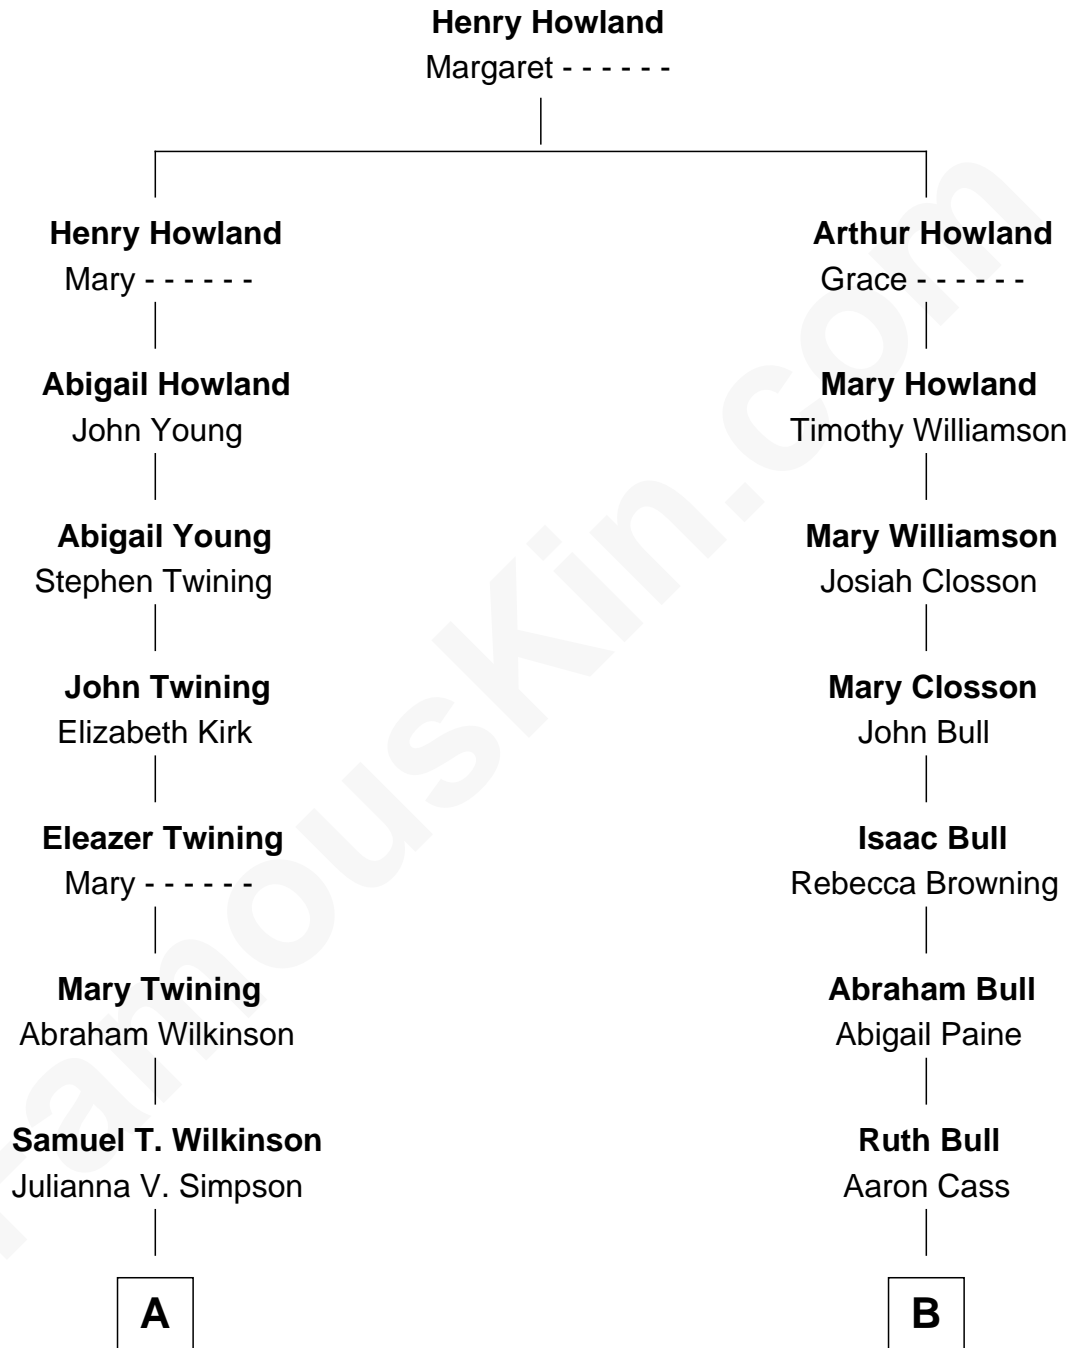 Henry Howland
Margaret - - - - - -
Henry Howland
Mary - - - - - -
Abigail Howland
John Young
Abigail Young
Stephen Twining
John Twining
Elizabeth Kirk
Eleazer Twining
Mary - - - - - -
Mary Twining
Abraham Wilkinson
Samuel T. Wilkinson
Julianna V. Simpson
A
Arthur Howland
Grace - - - - - -
Mary Howland
Timothy Williamson
Mary Williamson
Josiah Closson
Mary Closson
John Bull
Isaac Bull
Rebecca Browning
Abraham Bull
Abigail Paine
Ruth Bull
Aaron Cass
B
FamousKin.com